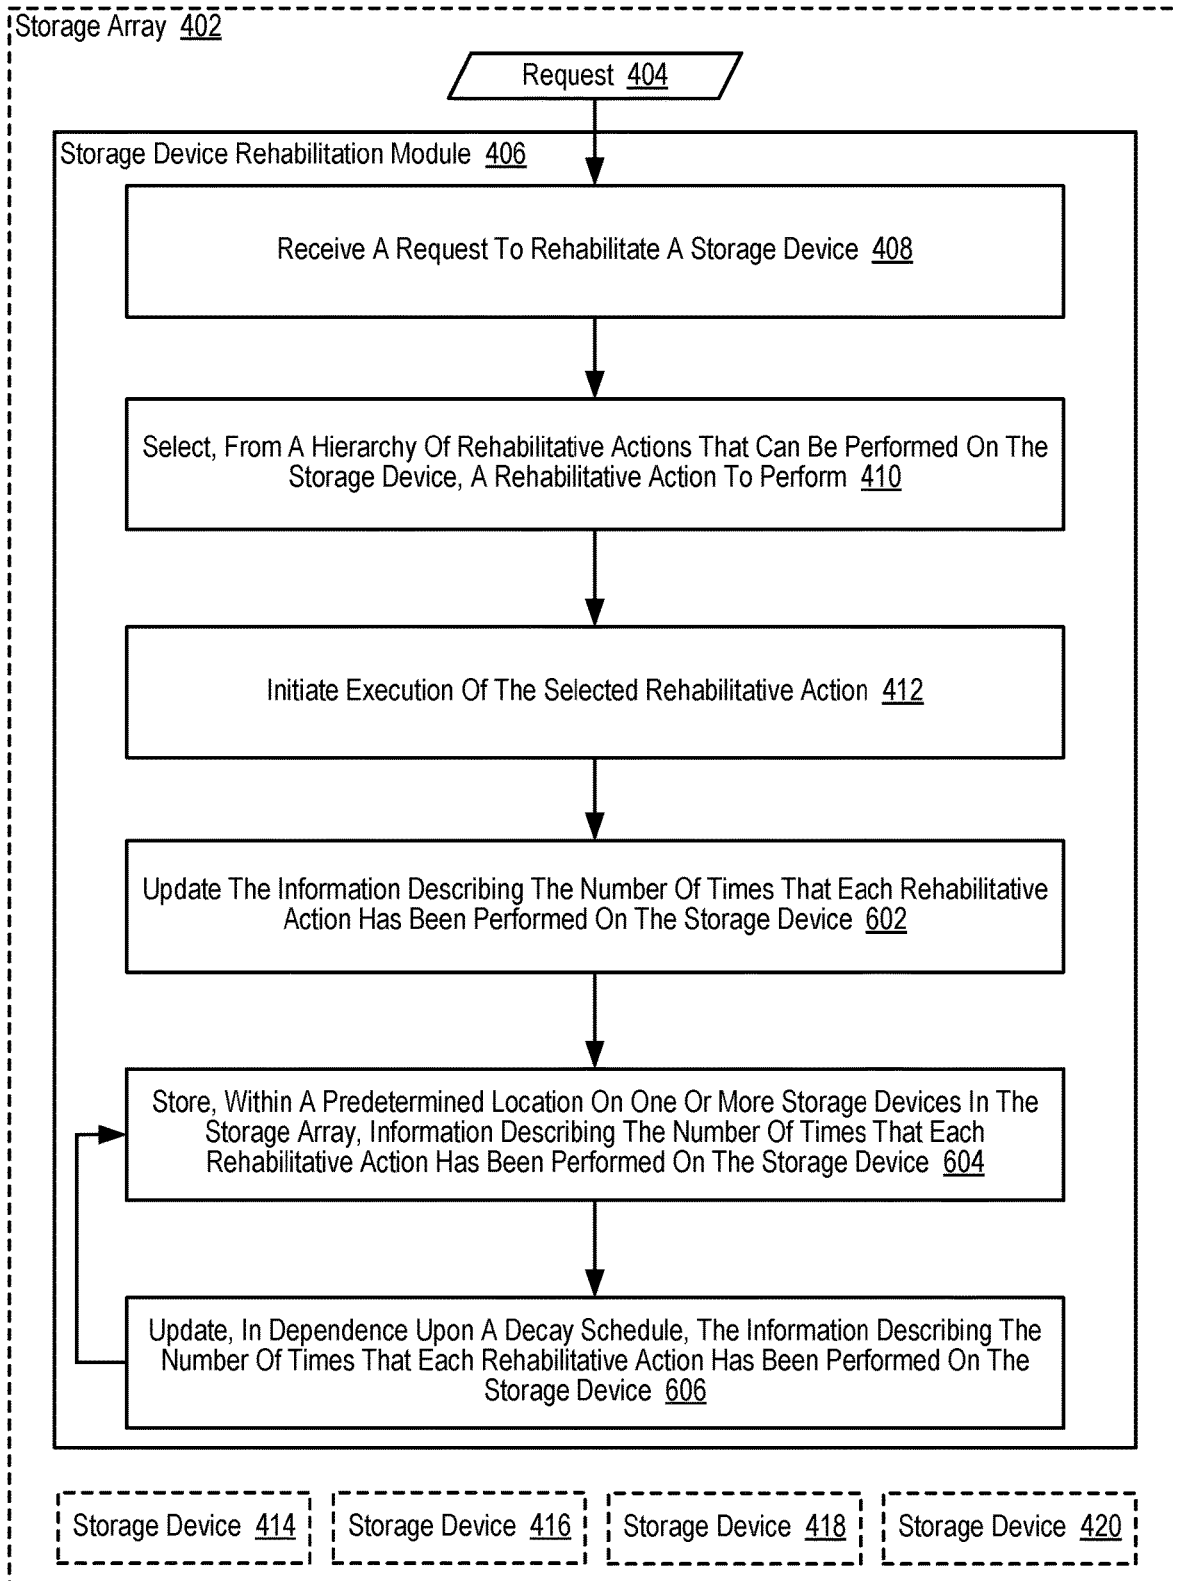 Storage Array 402
Request 404
Storage Device Rehabilitation Module 406
Receive A Request To Rehabilitate A Storage Device 408
Select, From A Hierarchy Of Rehabilitative Actions That Can Be Performed On The
Storage Device, A Rehabilitative Action To Perform 410
Initiate Execution Of The Selected Rehabilitative Action 412
Update The Information Describing The Number Of Times That Each Rehabilitative
Action Has Been Performed On The Storage Device 602
Store, Within A Predetermined Location On One Or More Storage Devices In The
Storage Array, Information Describing The Number Of Times That Each
Rehabilitative Action Has Been Performed On The Storage Device 604
Update, In Dependence Upon A Decay Schedule, The Information Describing The
Number Of Times That Each Rehabilitative Action Has Been Performed On The
Storage Device 606
Storage Device 414
Storage Device 416
Storage Device 418
Storage Device 420